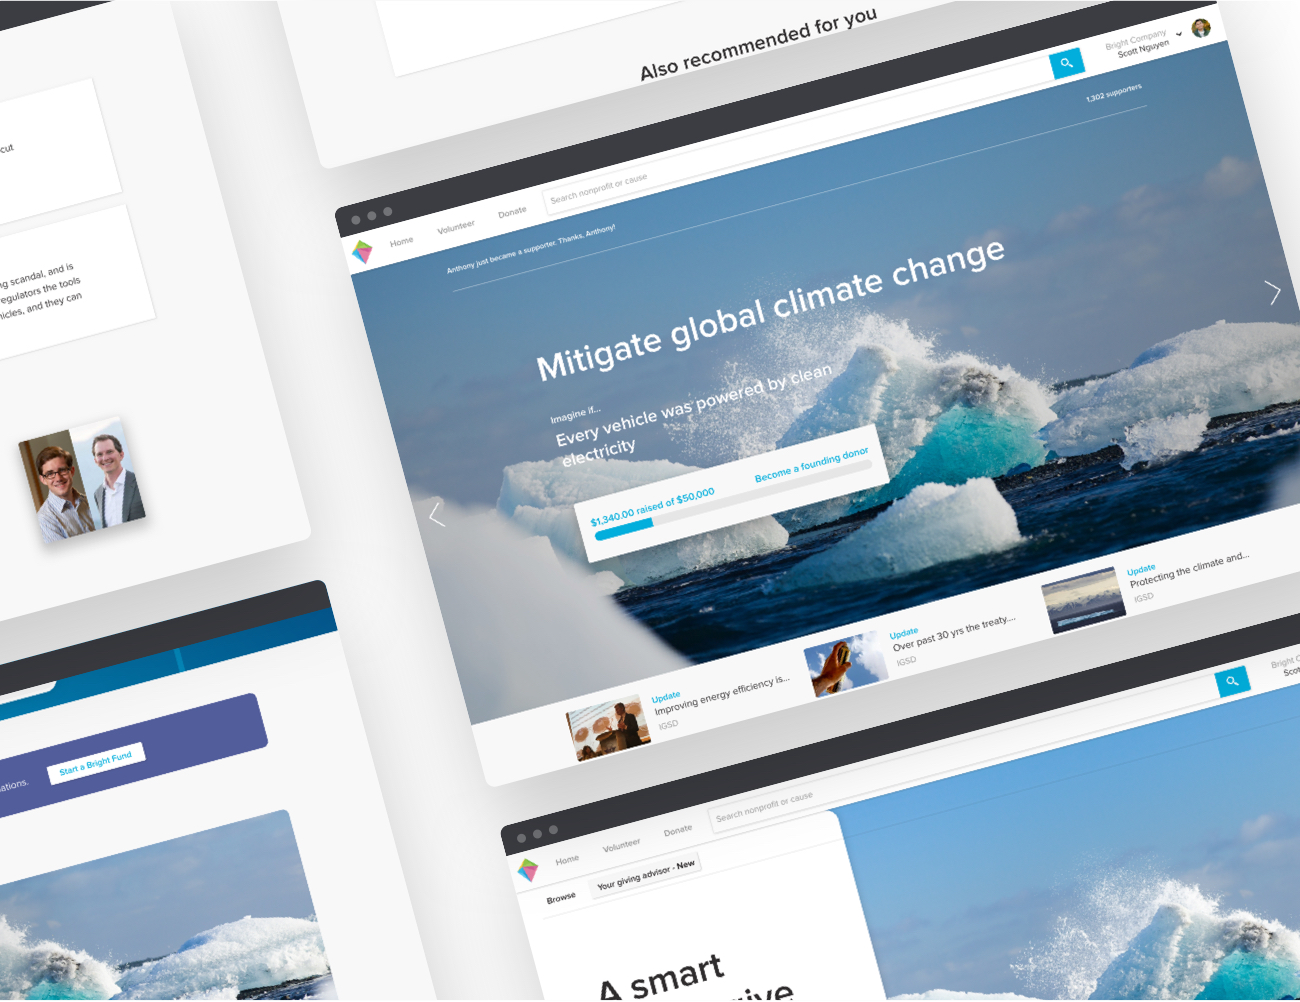 Also recommended for you
cut
ng scandal, and is
regulators the tools
hicles, and they can
Bright Company
Scott Nguyen
Home
Volunteer
Donate
Search nonprofit or cause
Anthony just became a supporter. Thanks, Anthony!
1,302 supporters
Mitigate global climate change
Imagine if...
Every vehicle was powered by clean
electricity
$1,340.00 raised of $50,000
Become a founding donor
Update
Improving energy efficiency is...
IGSD
Update
Over past 30 yrs the treaty....
IGSD
Update
Protecting the climate and...
IGSD
ations.
Start a Bright Fund
Home
Volunteer
Donate
Search nonprofit or cause
Bright C
Scot
Browse
Your giving advisor - New
A smart
ive